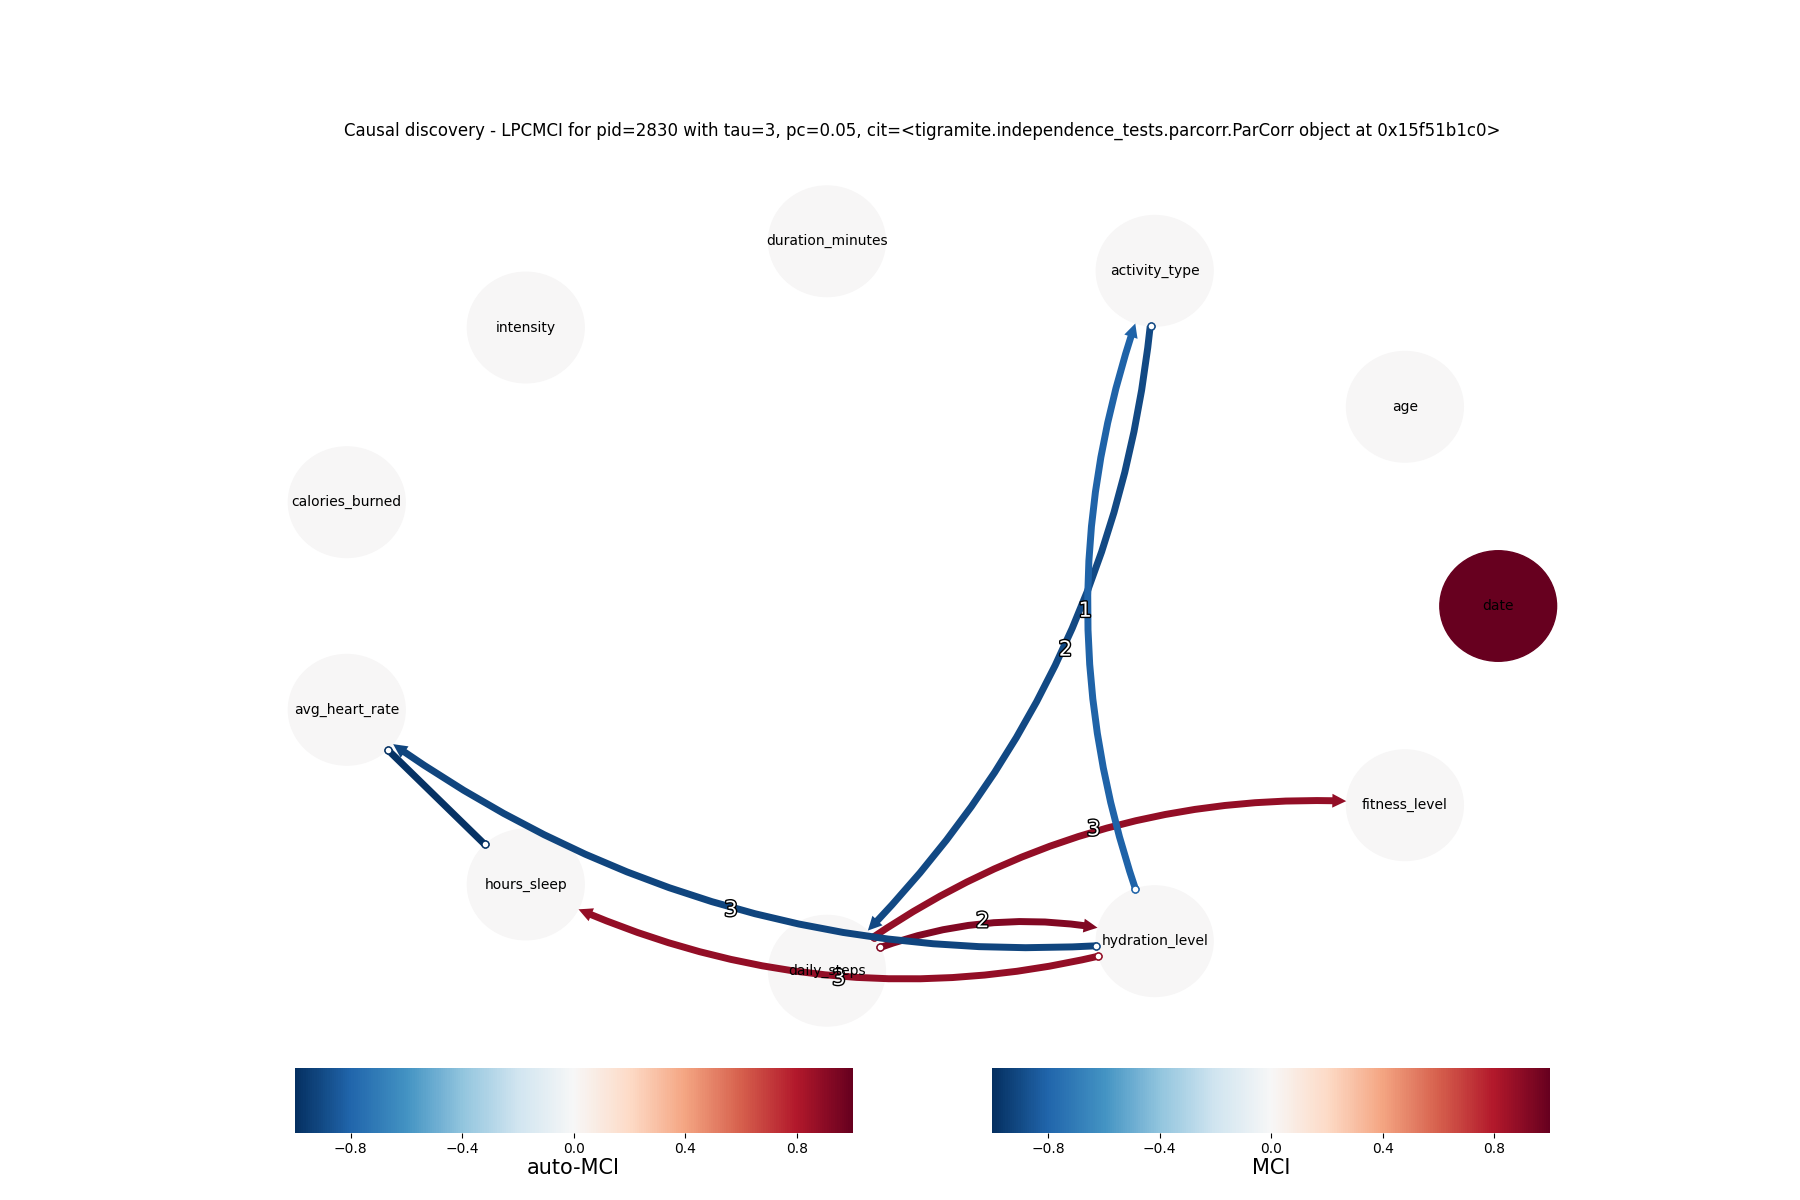 Causal discovery - LPCMCI for pid=2830 with tau=3, pc=0.05, cit=<tigramite.independence_tests.parcorr.ParCorr object at 0x15f51b1c0>
duration_minutes
activity_type
intensity
age
calories_burned
date
1
2
avg_heart_rate
fitness_level
3
hours_sleep
3
2
hydration_level
daily_steps
3
−0.8 −0.4 0.0 0.4 0.8
auto-MCI
−0.8 −0.4 0.0 0.4 0.8
MCI